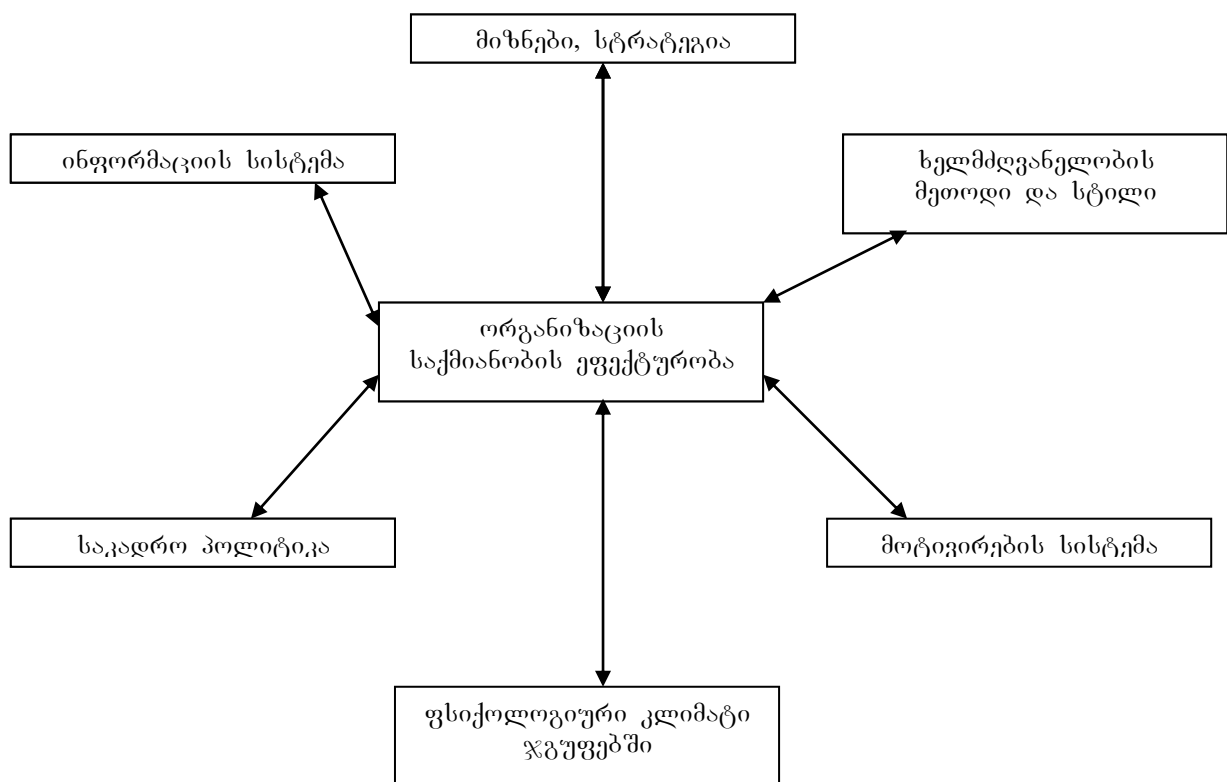 მიზნები, სტრატეგია
ინფორმაციის სისტემა
ხელმძღვანელობის
მეთოდი და სტილი
ორგანიზაციის
საქმიანობის ეფექტურობა
საკადრო პოლიტიკა
მოტივირების სისტემა
ფსიქოლოგიური კლიმატი
ჯგუფებში